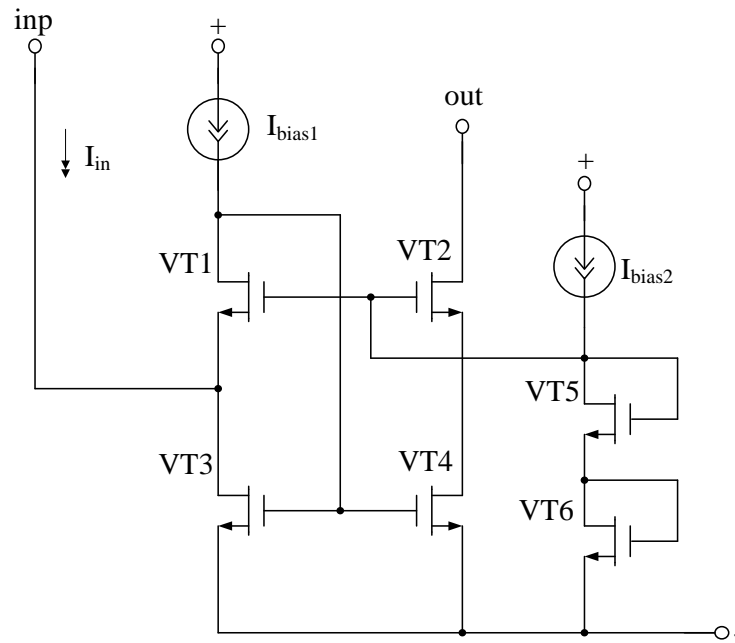 inp
+
out
I_bias1
I_in
+
VT1
VT2
I_bias2
VT5
VT3
VT4
VT6
-